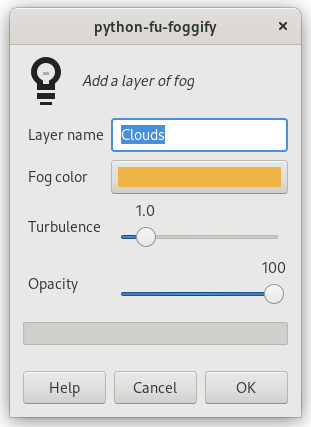 python-fu-foggify
Add a layer of fog
Layer name Clouds
Fog color
1.0
Turbulence
100
Opacity
Help Cancel OK